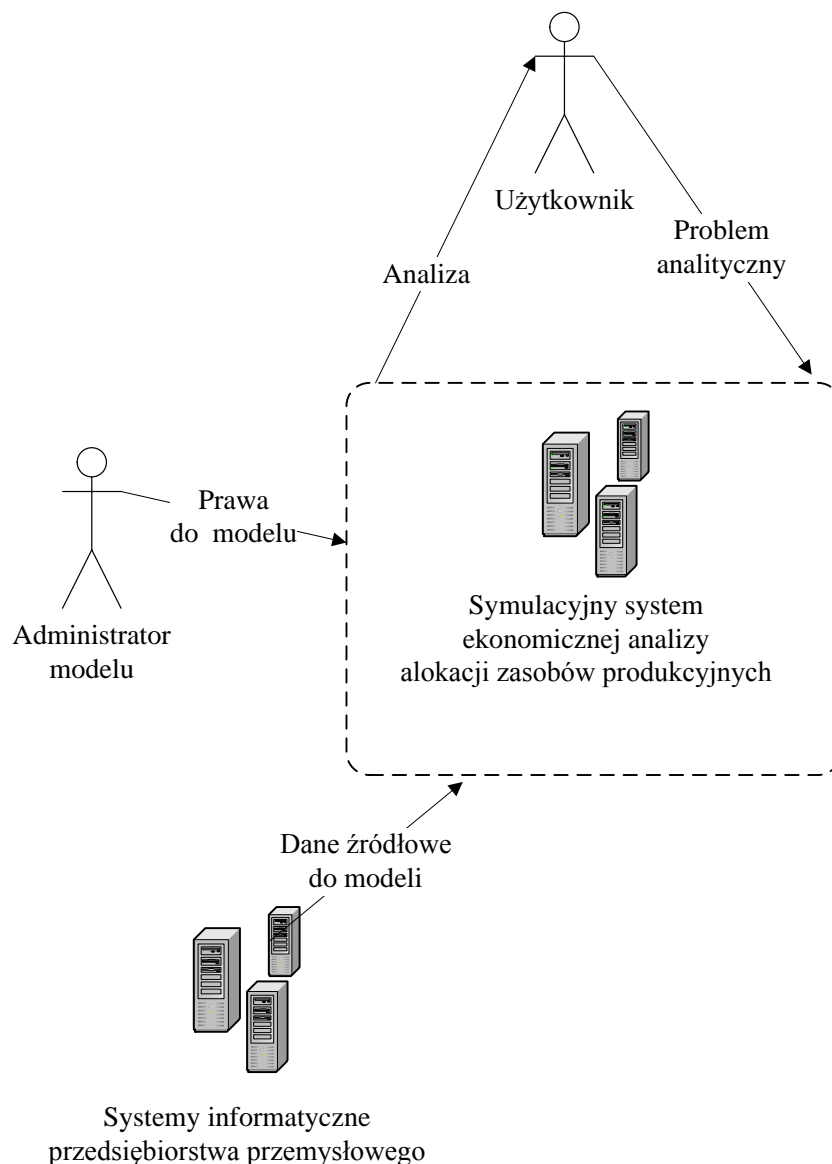 Użytkownik
Problem
analityczny
Analiza
Prawa
do modelu
Administrator
modelu
Symulacyjny system
ekonomicznej analizy
alokacji zasobów produkcyjnych
Dane źródłowe
do modeli
Systemy informatyczne
przedsiębiorstwa przemysłowego